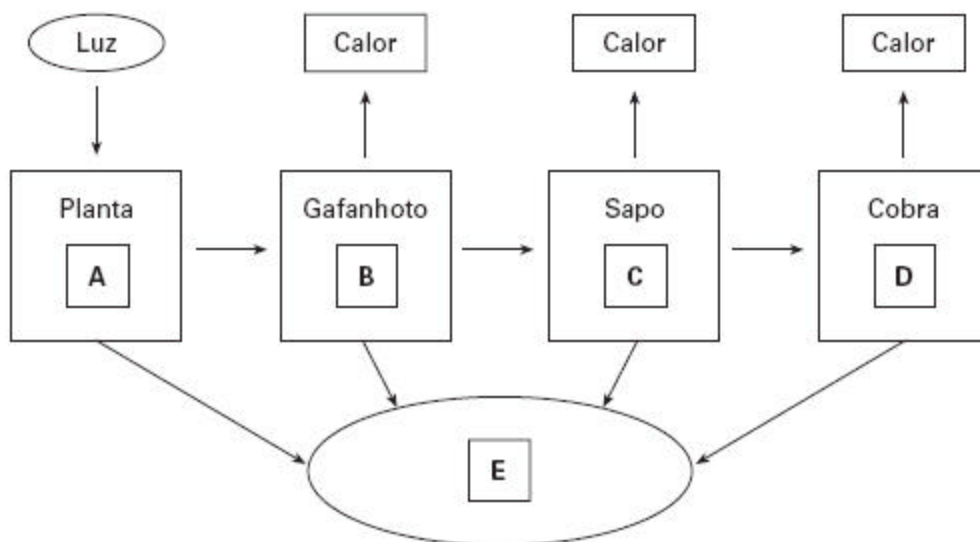 Luz
Calor
Calor
Calor
Planta
Gafanhoto
Sapo
Cobra
A
B
C
D
E